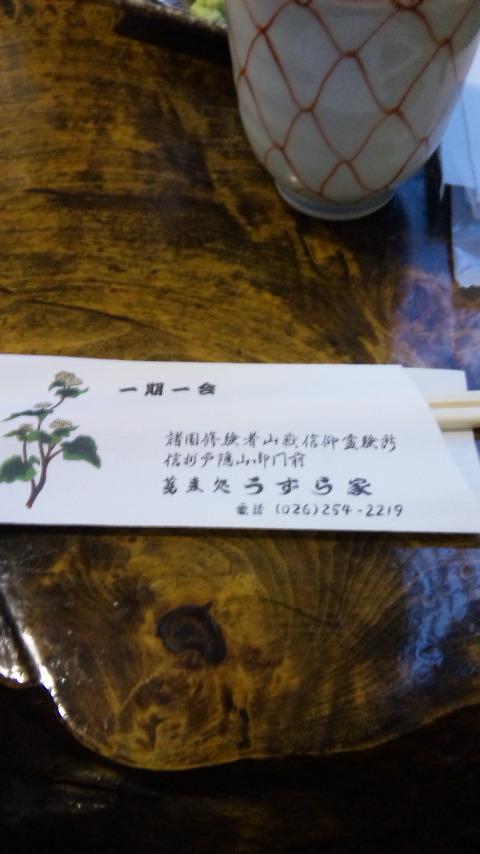 一期一会
諸国修験者山嶽信仰霊験所
信州戸隠山御門前
蕎麦処 うずら家
電話 (026)254-2219